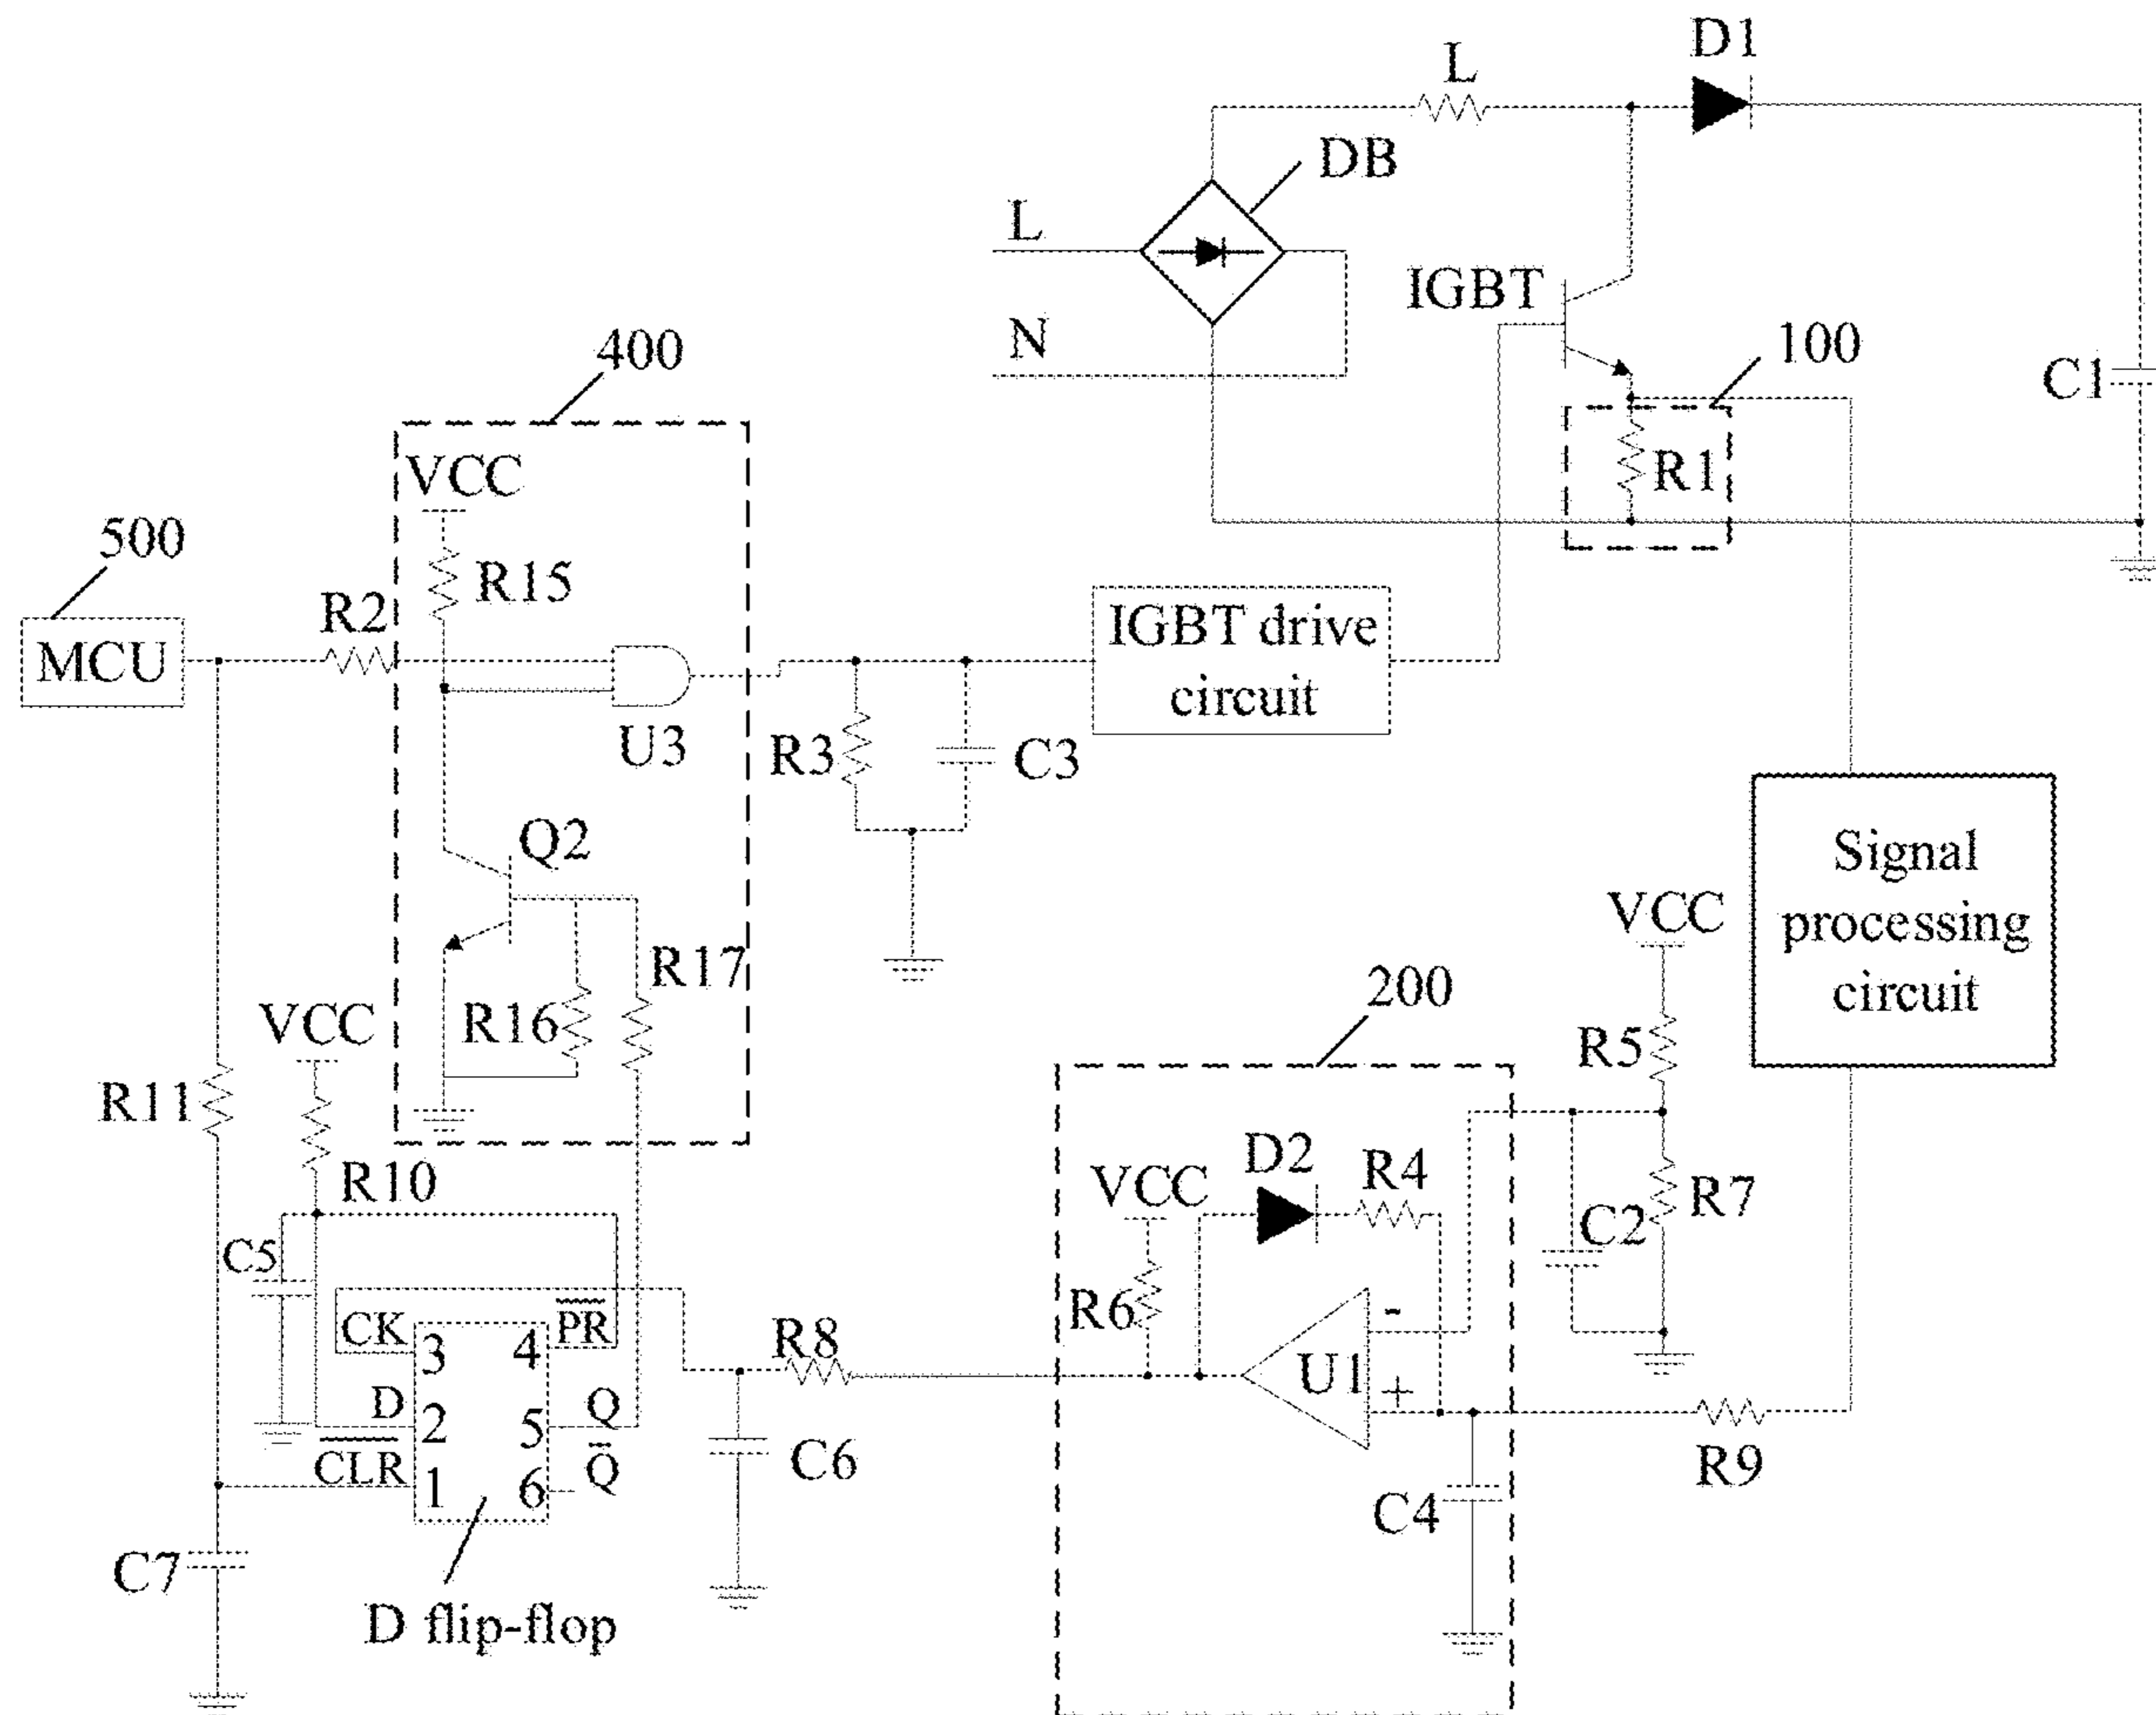 D1
L
DB
L
IGBT
N
100
400
C1
VCC
R1
500
R15
R2
MCU
IGBT drive
circuit
U3
R3
C3
Q2
Signal
processing
circuit
VCC
R17
200
VCC
R16
R5
R11
D2
R4
R10
VCC
R7
C2
C5
R6
-
CK
3
4
PR
R8
U1
+
D
2
5
Q
CLR
1
6
Q̄
C6
R9
C4
C7
D flip-flop